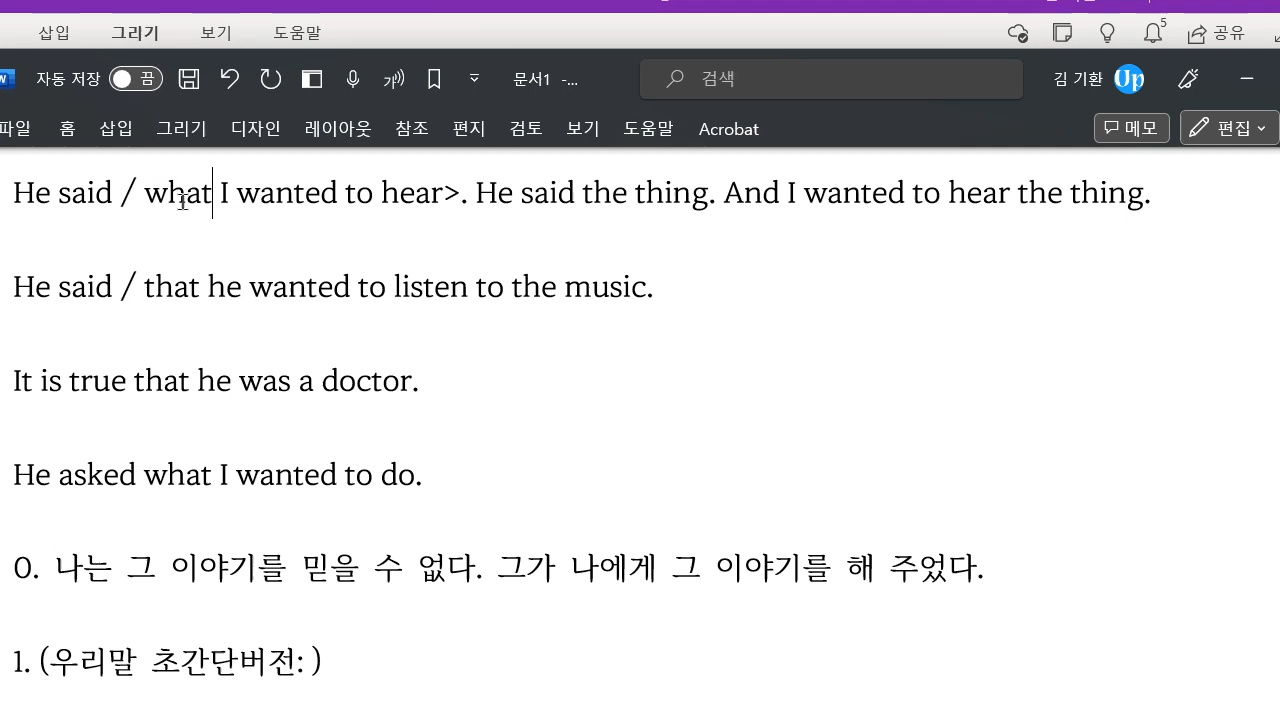 삽입 그리기 보기 도움말 5 공유
W 자동 저장 끔 가 문서1 -... 검색 김 기환 Up
파일 홈 삽입 그리기 디자인 레이아웃 참조 편지 검토 보기 도움말 Acrobat 메모 편집
He said / what I wanted to hear>. He said the thing. And I wanted to hear the thing.
He said / that he wanted to listen to the music.
It is true that he was a doctor.
He asked what I wanted to do.
0. 나는 그 이야기를 믿을 수 없다. 그가 나에게 그 이야기를 해 주었다.
1. (우리말 초간단버전: )